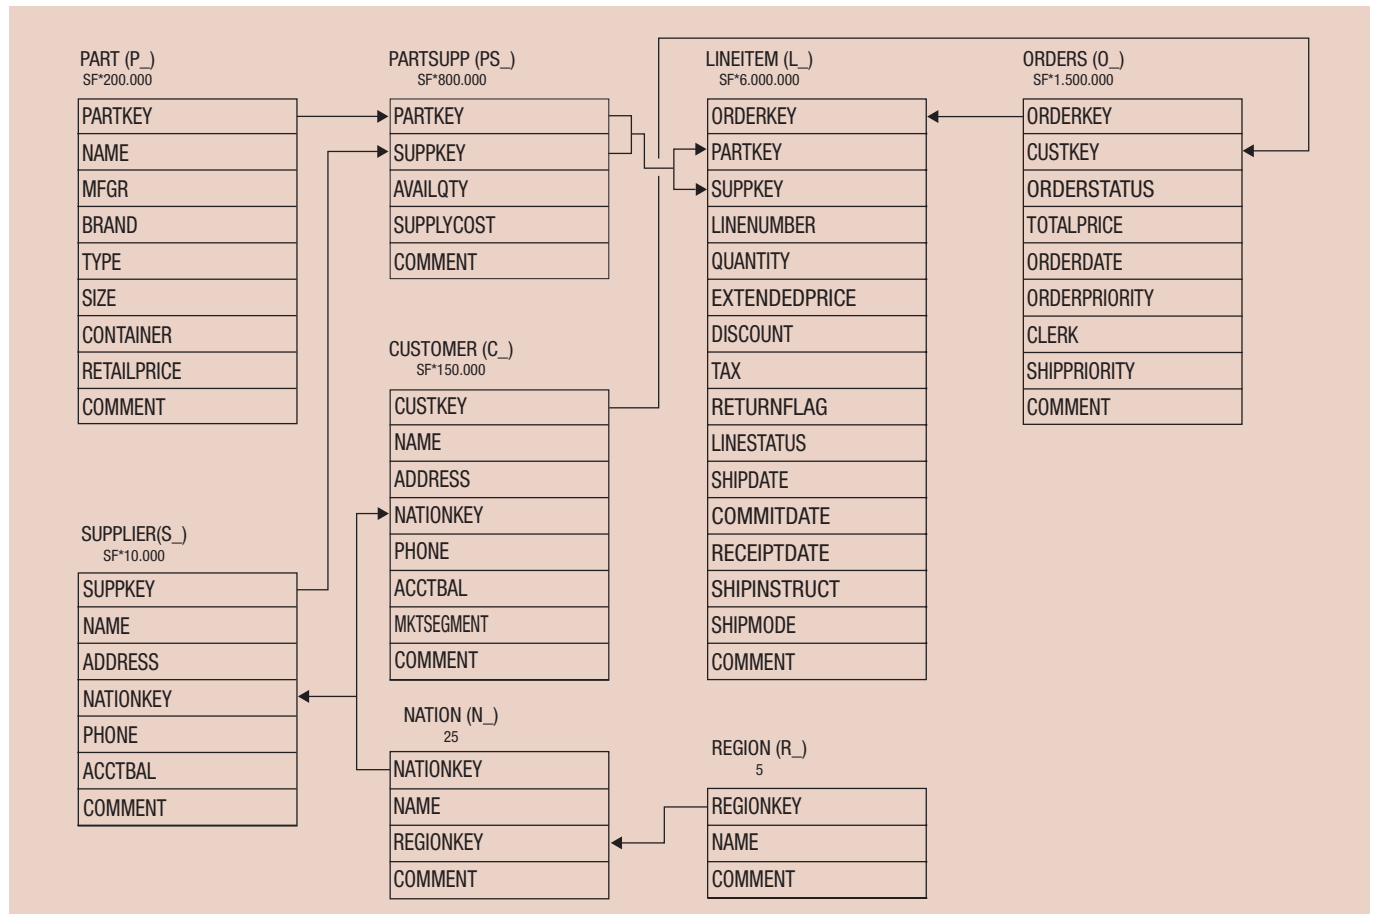 PART (P_)
SF*200.000
PARTKEY
NAME
MFGR
BRAND
TYPE
SIZE
CONTAINER
RETAILPRICE
COMMENT
SUPPLIER(S_)
SF*10.000
SUPPKEY
NAME
ADDRESS
NATIONKEY
PHONE
ACCTBAL
COMMENT
PARTSUPP (PS_)
SF*800.000
PARTKEY
SUPPKEY
AVAILQTY
SUPPLYCOST
COMMENT
CUSTOMER (C_)
SF*150.000
CUSTKEY
NAME
ADDRESS
NATIONKEY
PHONE
ACCTBAL
MKTSEGMENT
COMMENT
NATION (N_)
25
NATIONKEY
NAME
REGIONKEY
COMMENT
LINEITEM (L_)
SF*6.000.000
ORDERKEY
PARTKEY
SUPPKEY
LINENUMBER
QUANTITY
EXTENDEDPRICE
DISCOUNT
TAX
RETURNFLAG
LINESTATUS
SHIPDATE
COMMITDATE
RECEIPTDATE
SHIPINSTRUCT
SHIPMODE
COMMENT
REGION (R_)
5
REGIONKEY
NAME
COMMENT
ORDERS (O_)
SF*1.500.000
ORDERKEY
CUSTKEY
ORDERSTATUS
TOTALPRICE
ORDERDATE
ORDERPRIORITY
CLERK
SHIPPRIORITY
COMMENT